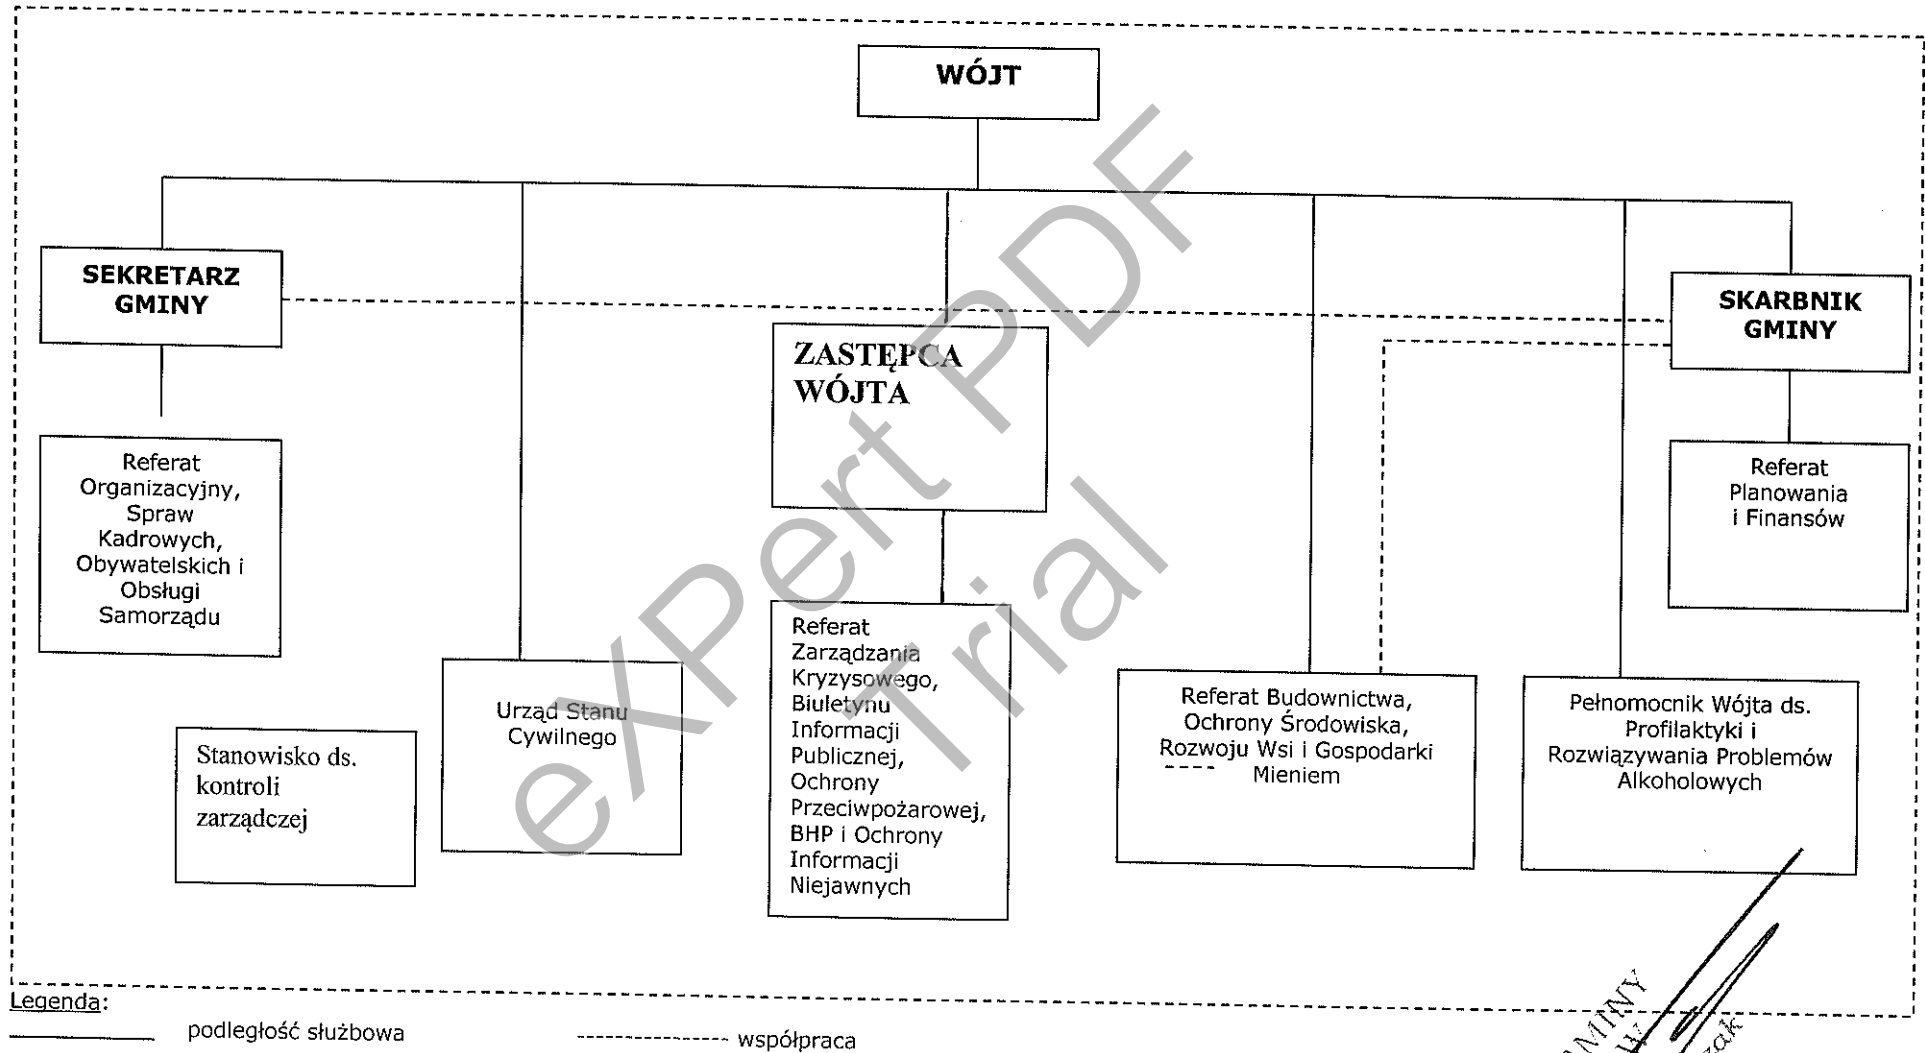 WÓJT
SEKRETARZ
GMINY
SKARBNIK
GMINY
ZASTĘPCA
WÓJTA
Referat
Organizacyjny,
Spraw
Kadrowych,
Obywatelskich i
Obsługi
Samorządu
Referat
Planowania
i Finansów
Stanowisko ds.
kontroli
zarządczej
Urząd Stanu
Cywilnego
Referat
Zarządzania
Kryzysowego,
Biuletynu
Informacji
Publicznej,
Ochrony
Przeciwpożarowej,
BHP i Ochrony
Informacji
Niejawnych
Referat Budownictwa,
Ochrony Środowiska,
Rozwoju Wsi i Gospodarki
Mieniem
Pełnomocnik Wójta ds.
Profilaktyki i
Rozwiązywania Problemów
Alkoholowych
eXPert PDF
Trial
Legenda:
podległość służbowa
współpraca